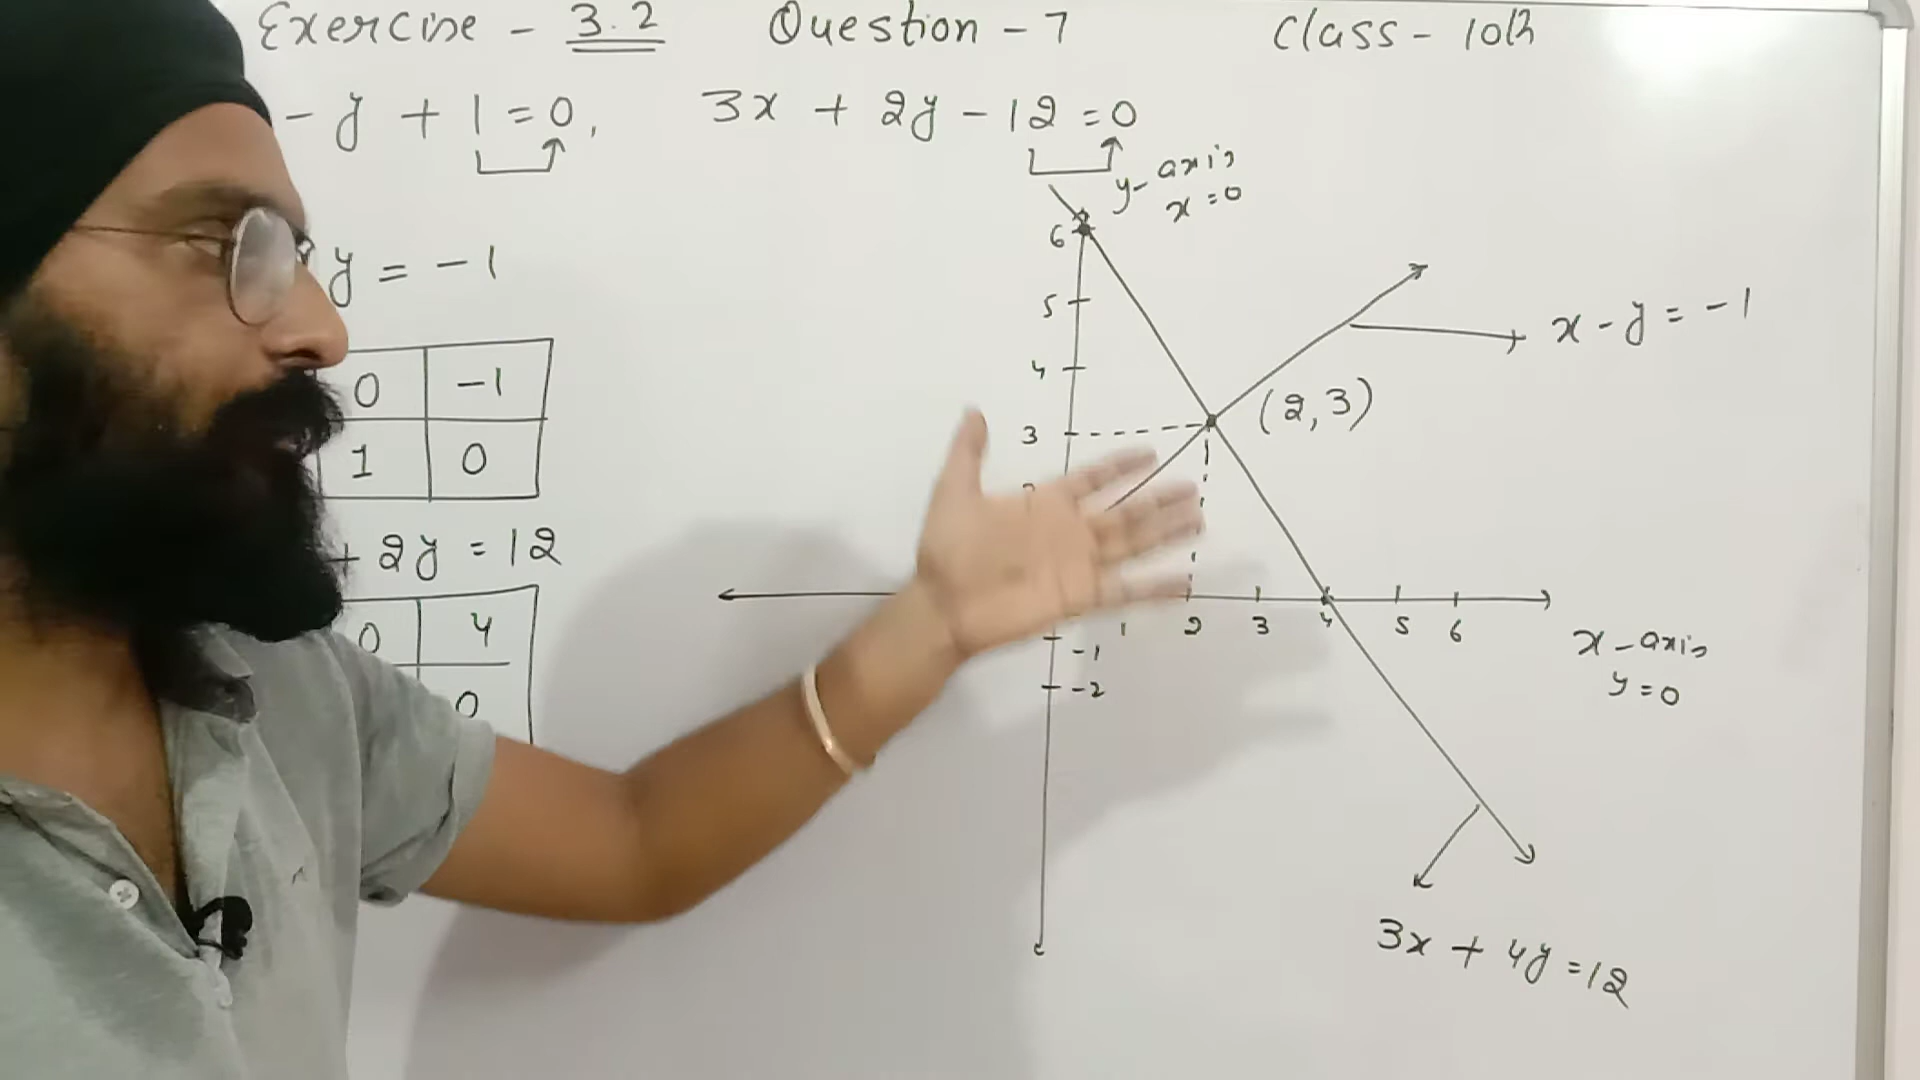 Exercise - 3.2 Question - 7 Class - 10th
- y + 1 = 0, 3x + 2y - 12 = 0
y-axis
x = 0
y = -1
6
5
4
3
0 -1
1 0
x - y = -1
(2,3)
+ 2y = 12
0 4
0
1 2 3 4 5 6
-1
-2
x-axis
y = 0
3x + 4y = 12